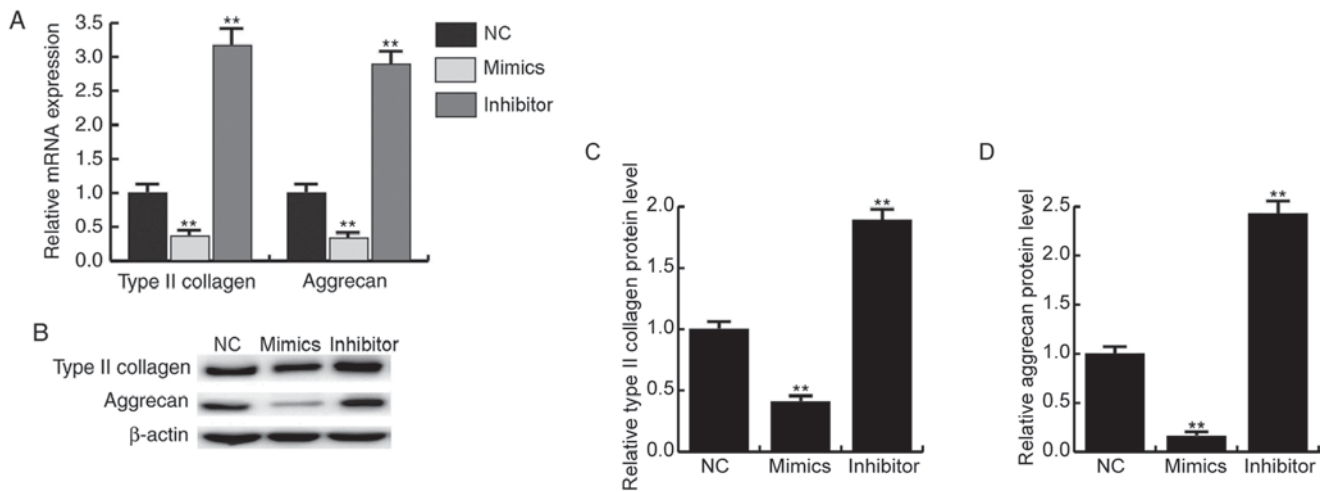 A
Relative mRNA expression
3.5
3.0
2.5
2.0
1.5
1.0
0.5
0.0
**
**
**
**
Type II collagen
Aggrecan
NC
Mimics
Inhibitor
B
NC Mimics Inhibitor
Type II collagen
Aggrecan
β-actin
C
Relative type II collagen protein level
2.0
1.5
1.0
0.5
0.0
**
**
NC Mimics Inhibitor
D
Relative aggrecan protein level
2.5
2.0
1.5
1.0
0.5
0.0
**
**
NC Mimics Inhibitor